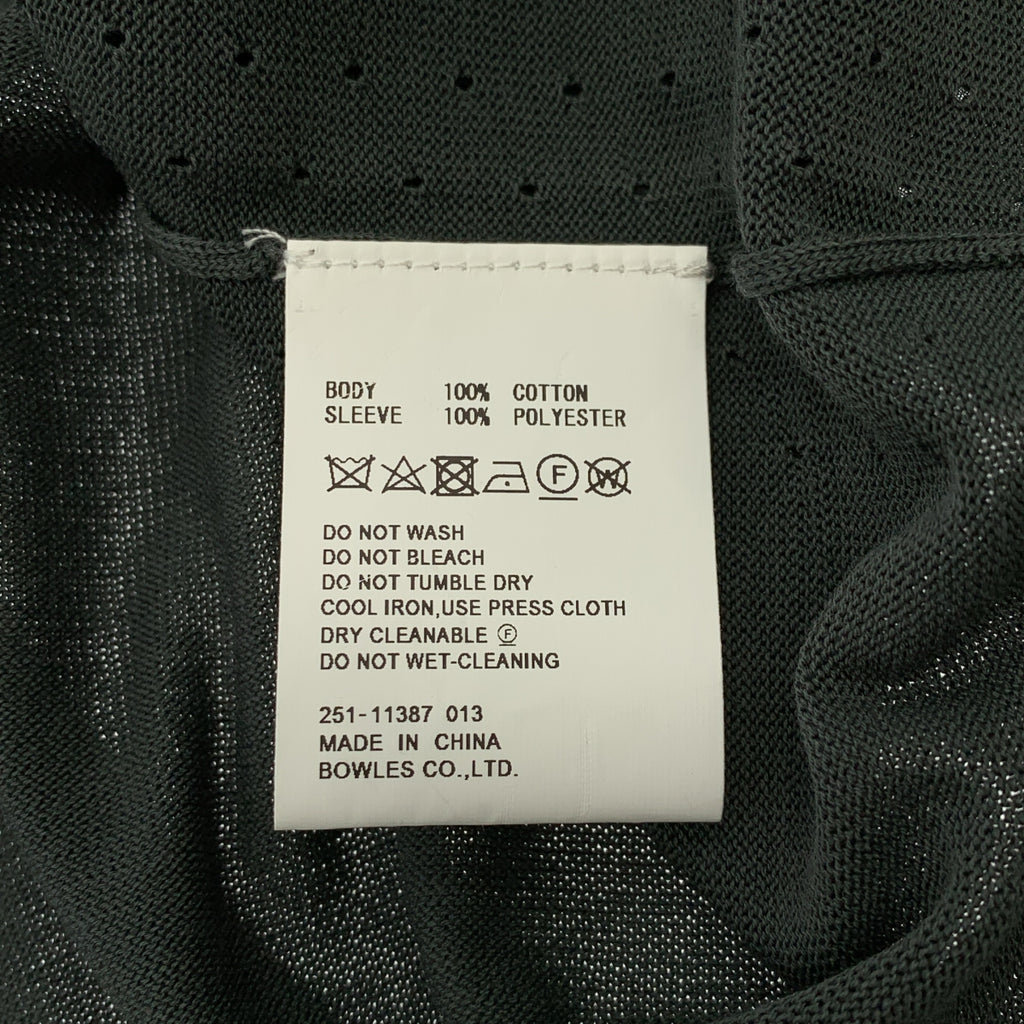 BODY 100% COTTON
SLEEVE 100% POLYESTER
F W
DO NOT WASH
DO NOT BLEACH
DO NOT TUMBLE DRY
COOL IRON,USE PRESS CLOTH
DRY CLEANABLE Ⓕ
DO NOT WET-CLEANING
251-11387 013
MADE IN CHINA
BOWLES CO.,LTD.